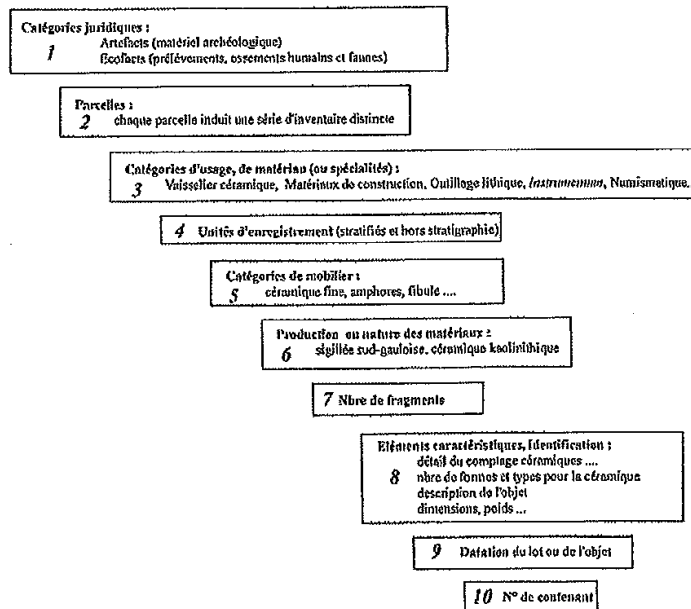 Catégories juridiques :
1 Artefacts (matériel archéologique)
Ecofacts (prélèvements, ossements humains et faunes)
Parcelles :
2 chaque parcelle induit une série d'inventaire distincte
Catégories d'usage, de matériau (ou spécialités) :
3 Vaisselier céramique, Matériaux de construction, Outillage lithique, Instrumentum, Numismatique.
4 Unités d'enregistrement (stratifiés et hors stratigraphie)
Catégories de mobilier :
5 céramique fine, amphores, fibule ....
Production ou nature des matériaux :
6 sigillée sud-gauloise, céramique kaolinithique
7 Nbre de fragments
Eléments caractéristiques, Identification :
détail du comptage céramiques ....
8 nbre de formes et types pour la céramique
description de l'objet
dimensions, poids ...
9 Datation du lot ou de l'objet
10 N° de contenant